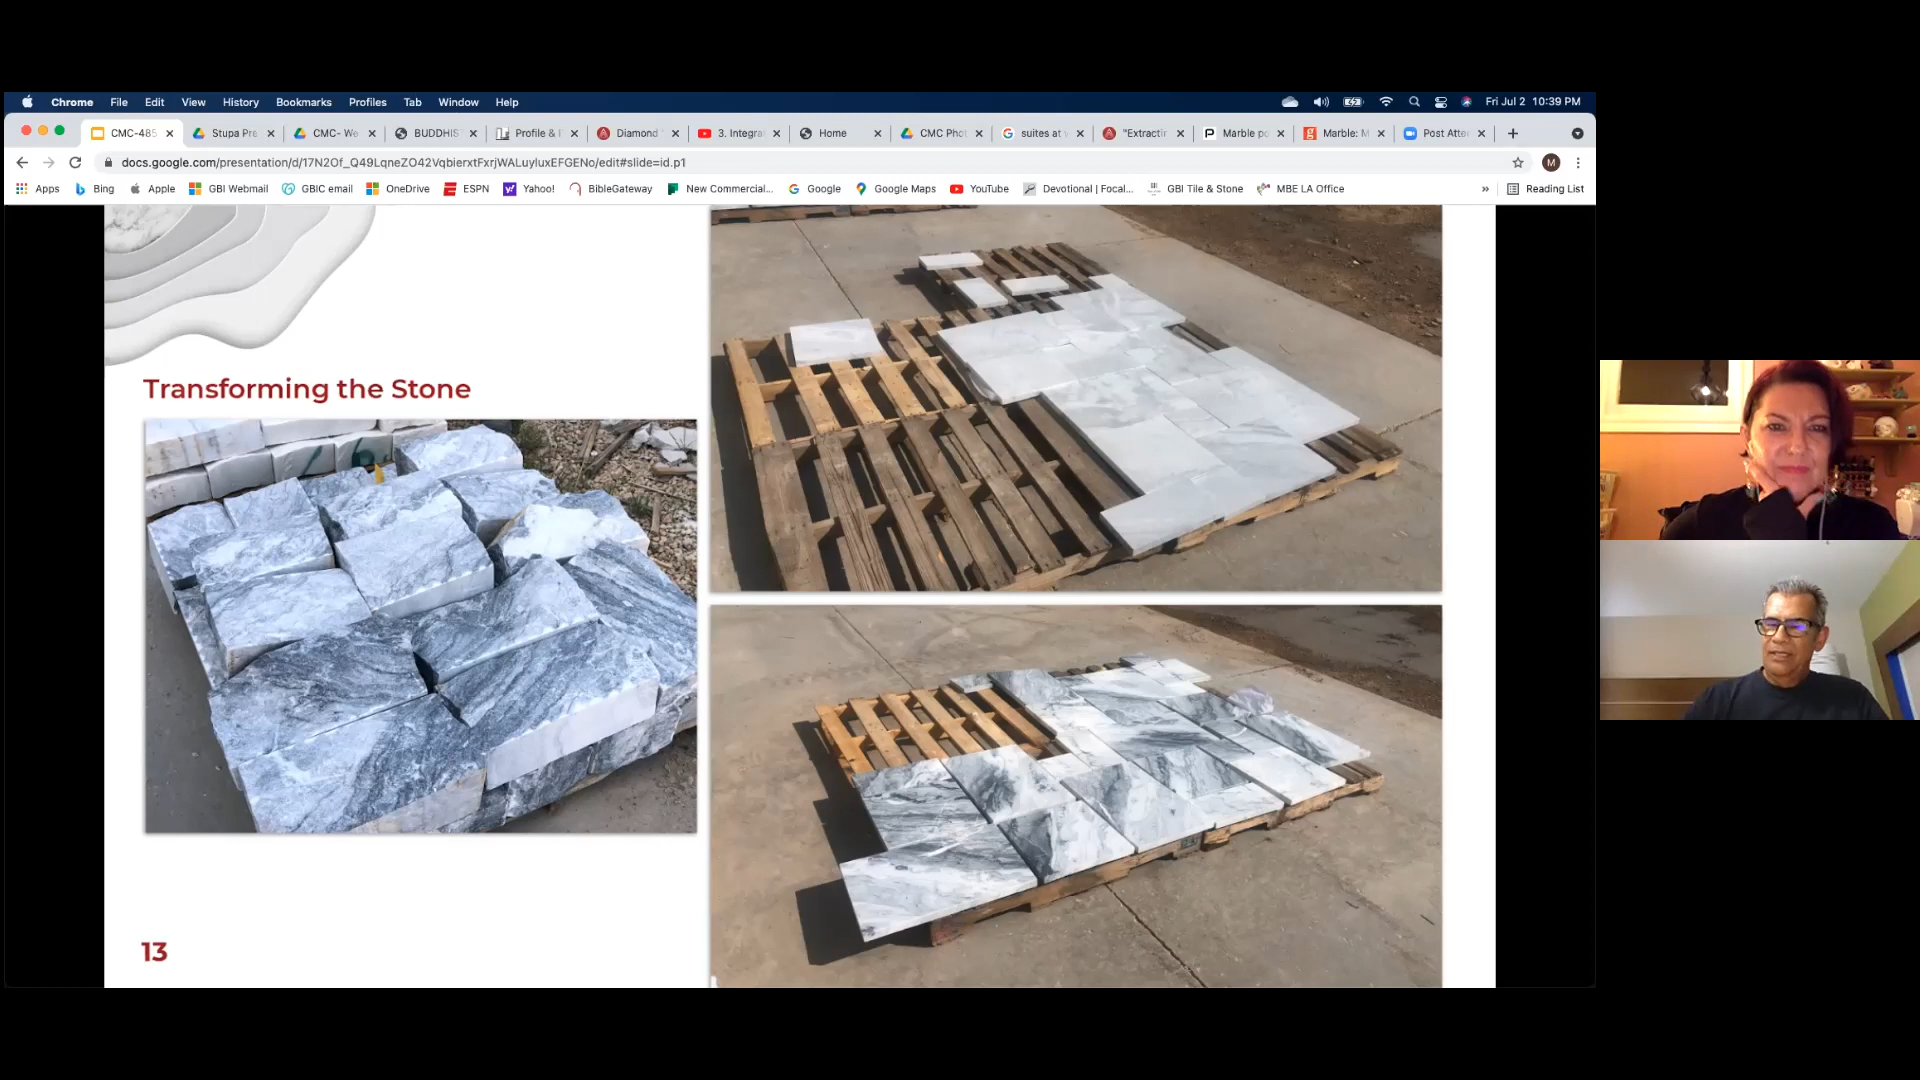 Chrome File Edit View History Bookmarks Profiles Tab Window Help Fri Jul 2 10:39 PM
CMC-485 Stupa Pre CMC- We BUDDHIS Profile & Diamond 3. Integra Home CMC Pho suites at "Extractin Marble po Marble: M Post Atte
docs.google.com/presentation/d/17N2Of_Q49LqneZO42VqbierxtFxrjWALuyluxEFGENo/edit#slide=id.p1 M
Apps Bing Apple GBI Webmail GBIC email OneDrive ESPN Yahoo! BibleGateway New Commercial... Google Google Maps YouTube Devotional | Focal... GBI Tile & Stone MBE LA Office » Reading List
Transforming the Stone
13